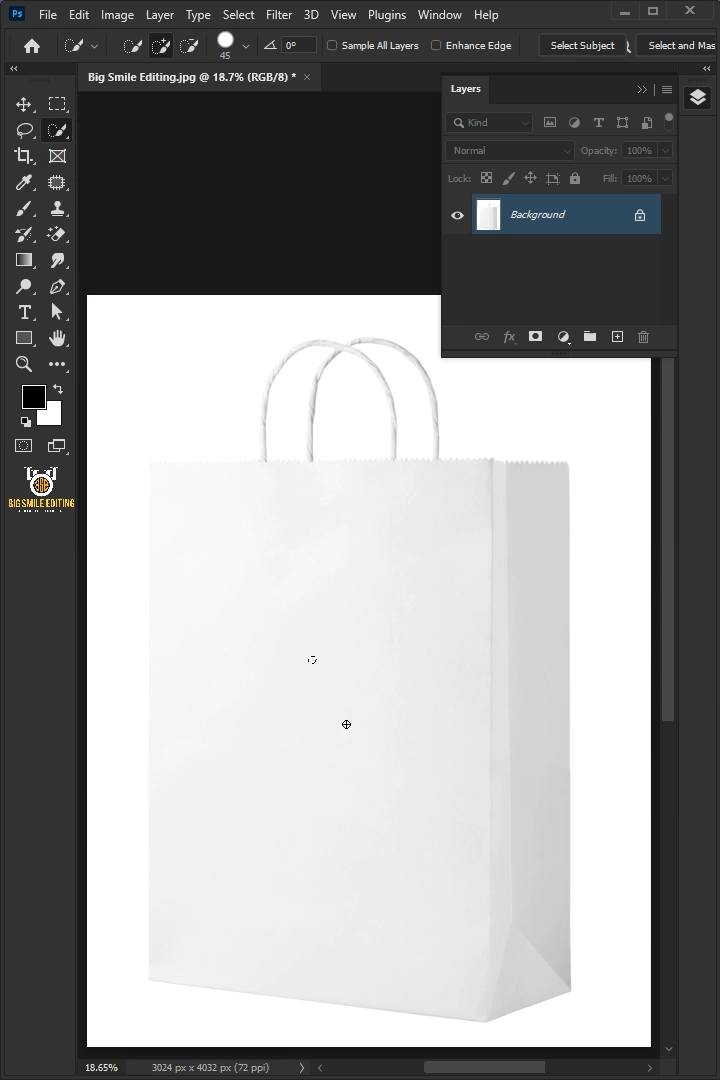 Ps File Edit Image Layer Type Select Filter 3D View Plugins Window Help
45 0° Sample All Layers Enhance Edge Select Subject Select and Mas
Big Smile Editing.jpg @ 18.7% (RGB/8) * ×
Layers
Kind
Normal Opacity: 100%
Lock: Fill: 100%
Background
fx
BIG SMILE EDITING
18.65% 3024 px x 4032 px (72 ppi)